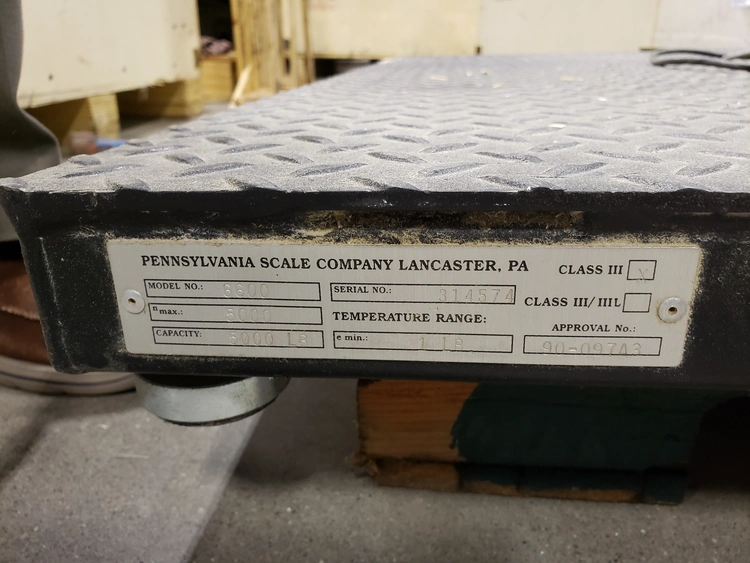 PENNSYLVANIA SCALE COMPANY LANCASTER, PA
CLASS III X
MODEL NO.: 6600
SERIAL NO.: 314574
CLASS III/IIIL
n max.: 5000
TEMPERATURE RANGE:
APPROVAL No.:
CAPACITY: 5000 LB
e min.: 1 LB
90-097A3